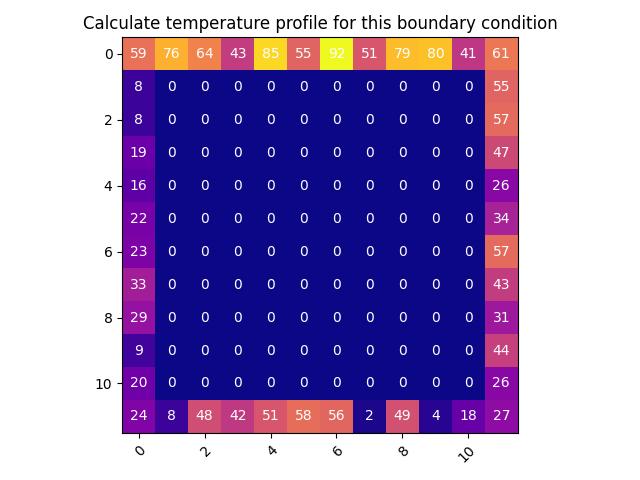 Calculate temperature profile for this boundary condition
0 59 76 64 43 85 55 92 51 79 80 41 61
8 0 0 0 0 0 0 0 0 0 0 55
2 8 0 0 0 0 0 0 0 0 0 0 57
19 0 0 0 0 0 0 0 0 0 0 47
4 16 0 0 0 0 0 0 0 0 0 0 26
22 0 0 0 0 0 0 0 0 0 0 34
6 23 0 0 0 0 0 0 0 0 0 0 57
33 0 0 0 0 0 0 0 0 0 0 43
8 29 0 0 0 0 0 0 0 0 0 0 31
9 0 0 0 0 0 0 0 0 0 0 44
10 20 0 0 0 0 0 0 0 0 0 0 26
24 8 48 42 51 58 56 2 49 4 18 27
0 2 4 6 8 10